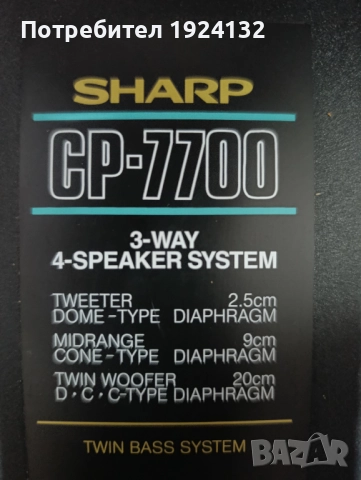 Потребител 1924132
SHARP
CP-7700
3-WAY
4-SPEAKER SYSTEM
TWEETER 2.5cm
DOME-TYPE DIAPHRAGM
MIDRANGE 9cm
CONE-TYPE DIAPHRAGM
TWIN WOOFER 20cm
D·C·C-TYPE DIAPHRAGM
TWIN BASS SYSTEM
BAZAR